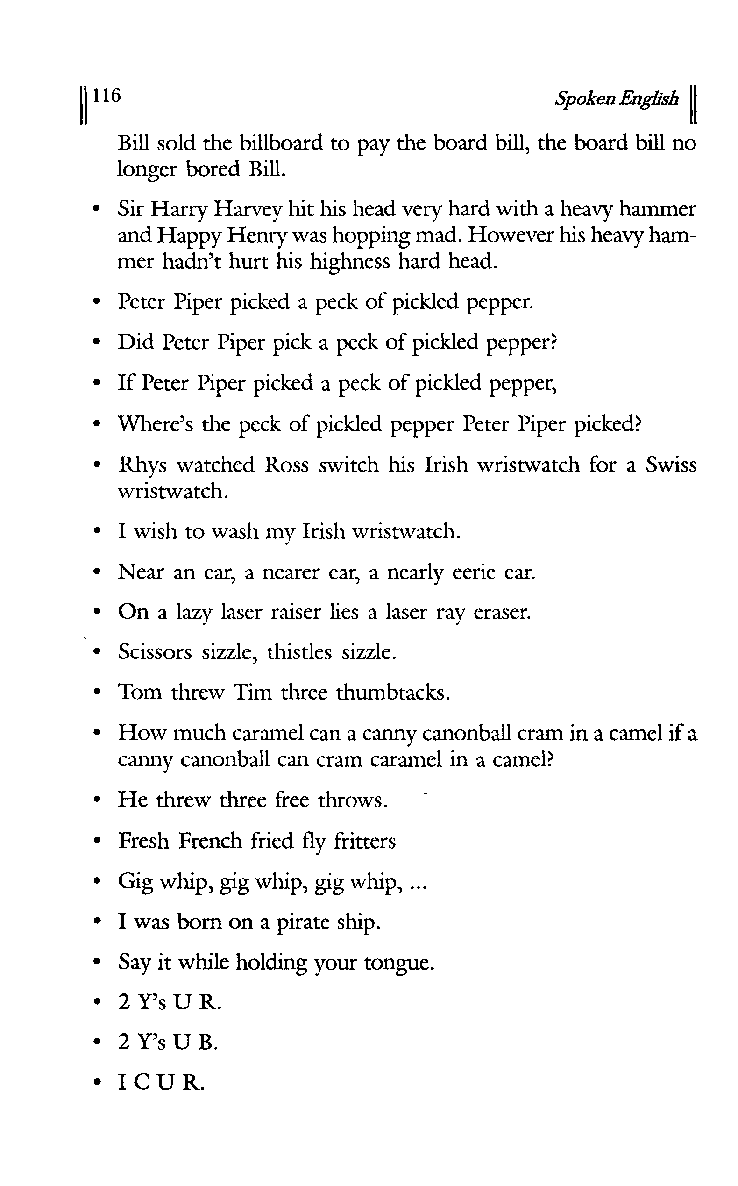 116 Spoken English
Bill sold the billboard to pay the board bill, the board bill no
longer bored Bill.
• Sir Harry Harvey hit his head very hard with a heavy hammer
and Happy Henry was hopping mad. However his heavy ham-
mer hadn't hurt his highness hard head.
• Peter Piper picked a peck of pickled pepper.
• Did Peter Piper pick a peck of pickled pepper?
• If Peter Piper picked a peck of pickled pepper,
• Where's the peck of pickled pepper Peter Piper picked?
• Rhys watched Ross switch his Irish wristwatch for a Swiss
wristwatch.
• I wish to wash my Irish wristwatch.
• Near an ear, a nearer ear, a nearly eerie ear.
• On a lazy laser raiser lies a laser ray eraser.
• Scissors sizzle, thistles sizzle.
• Tom threw Tim three thumbtacks.
• How much caramel can a canny canonball cram in a camel if a
canny canonball can cram caramel in a camel?
• He threw three free throws.
• Fresh French fried fly fritters
• Gig whip, gig whip, gig whip, ...
• I was born on a pirate ship.
• Say it while holding your tongue.
• 2 Y's U R.
• 2 Y's U B.
• I C U R.